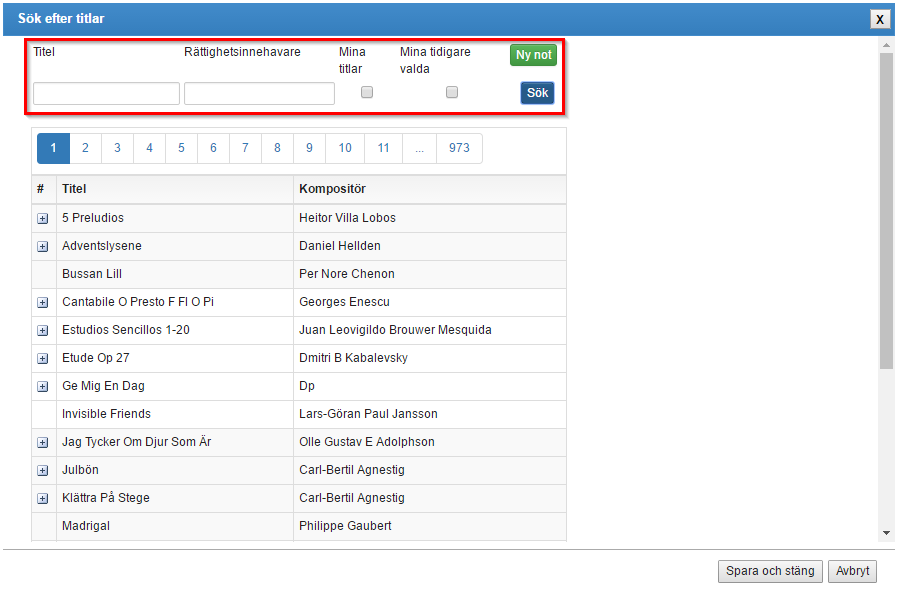 Sök efter titlar X
Titel Rättighetsinnehavare Mina titlar Mina tidigare valda Ny not
Sök
1 2 3 4 5 6 7 8 9 10 11 ... 973
# Titel Kompositör
5 Preludios Heitor Villa Lobos
Adventslysene Daniel Hellden
Bussan Lill Per Nore Chenon
Cantabile O Presto F Fl O Pi Georges Enescu
Estudios Sencillos 1-20 Juan Leovigildo Brouwer Mesquida
Etude Op 27 Dmitri B Kabalevsky
Ge Mig En Dag Dp
Invisible Friends Lars-Göran Paul Jansson
Jag Tycker Om Djur Som Är Olle Gustav E Adolphson
Julbön Carl-Bertil Agnestig
Klättra På Stege Carl-Bertil Agnestig
Madrigal Philippe Gaubert
Spara och stäng Avbryt